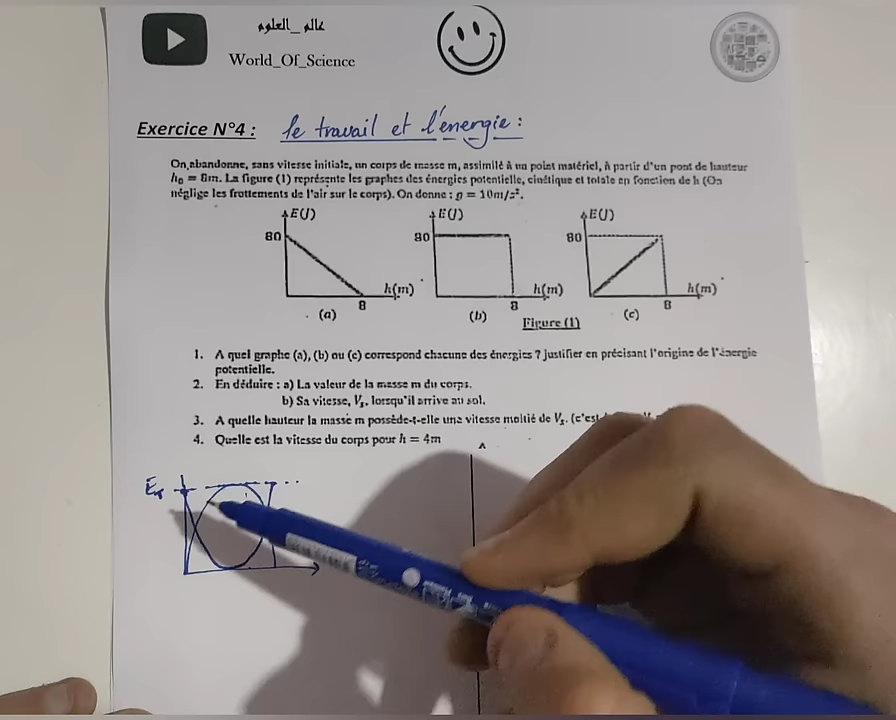 عالم_العلوم
World_Of_Science
Exercice N°4 : le travail et l'énergie :
On abandonne, sans vitesse initiale, un corps de masse m, assimilé à un point matériel, à partir d'un pont de hauteur
h₀ = 8m. La figure (1) représente les graphes des énergies potentielle, cinétique et totale en fonction de h (On
néglige les frottements de l'air sur le corps). On donne : g = 10m/s².
E(J) E(J) E(J)
80 80 80
h(m) h(m) h(m)
8 8 8
(a) (b) Figure (1) (c)
1. A quel graphe (a), (b) ou (c) correspond chacune des énergies ? Justifier en précisant l'origine de l'énergie
potentielle.
2. En déduire : a) La valeur de la masse m du corps.
b) Sa vitesse, Vₛ, lorsqu'il arrive au sol.
3. A quelle hauteur la masse m possède-t-elle une vitesse moitié de Vₛ. (c'est
4. Quelle est la vitesse du corps pour h = 4m